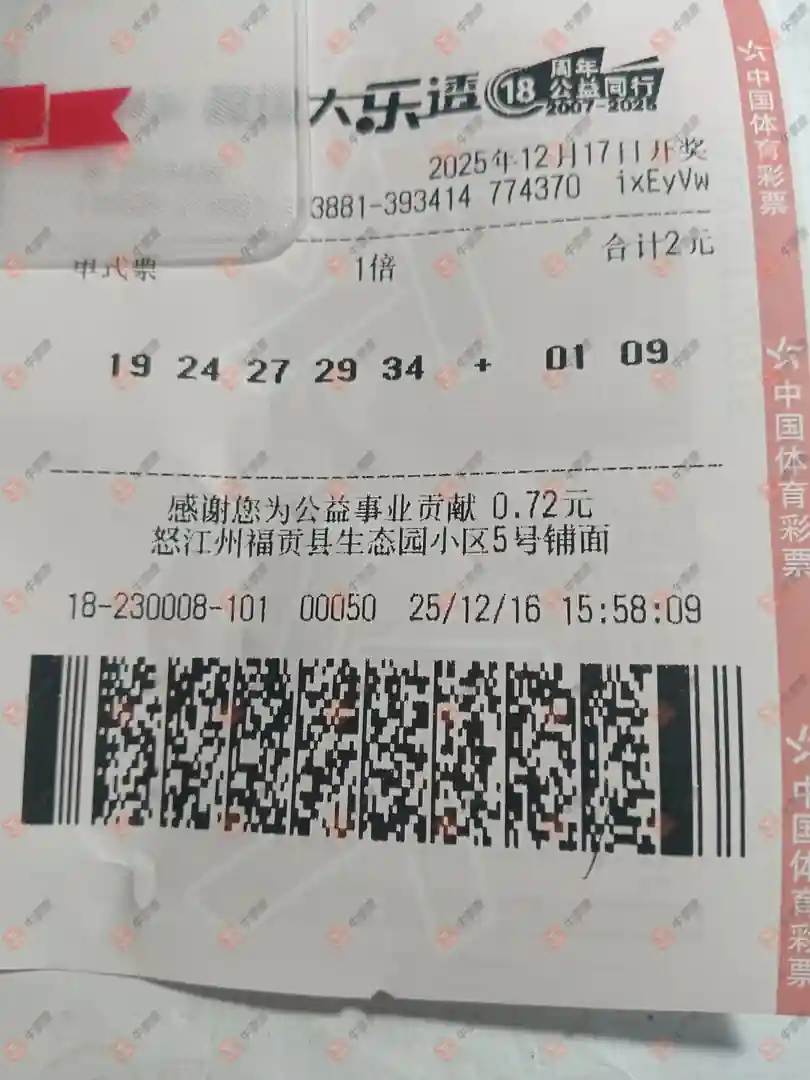 大乐透 18 周年
公益同行
2007-2025
2025年12月17日开奖
3881-393414 774370 ixEyVw
单式票 1倍 合计2元
19 24 27 29 34 + 01 09
感谢您为公益事业贡献 0.72元
怒江州福贡县生态园小区5号铺面
18-230008-101 00050 25/12/16 15:58:09
中国体育彩票
中国体育彩票
中国体育彩票